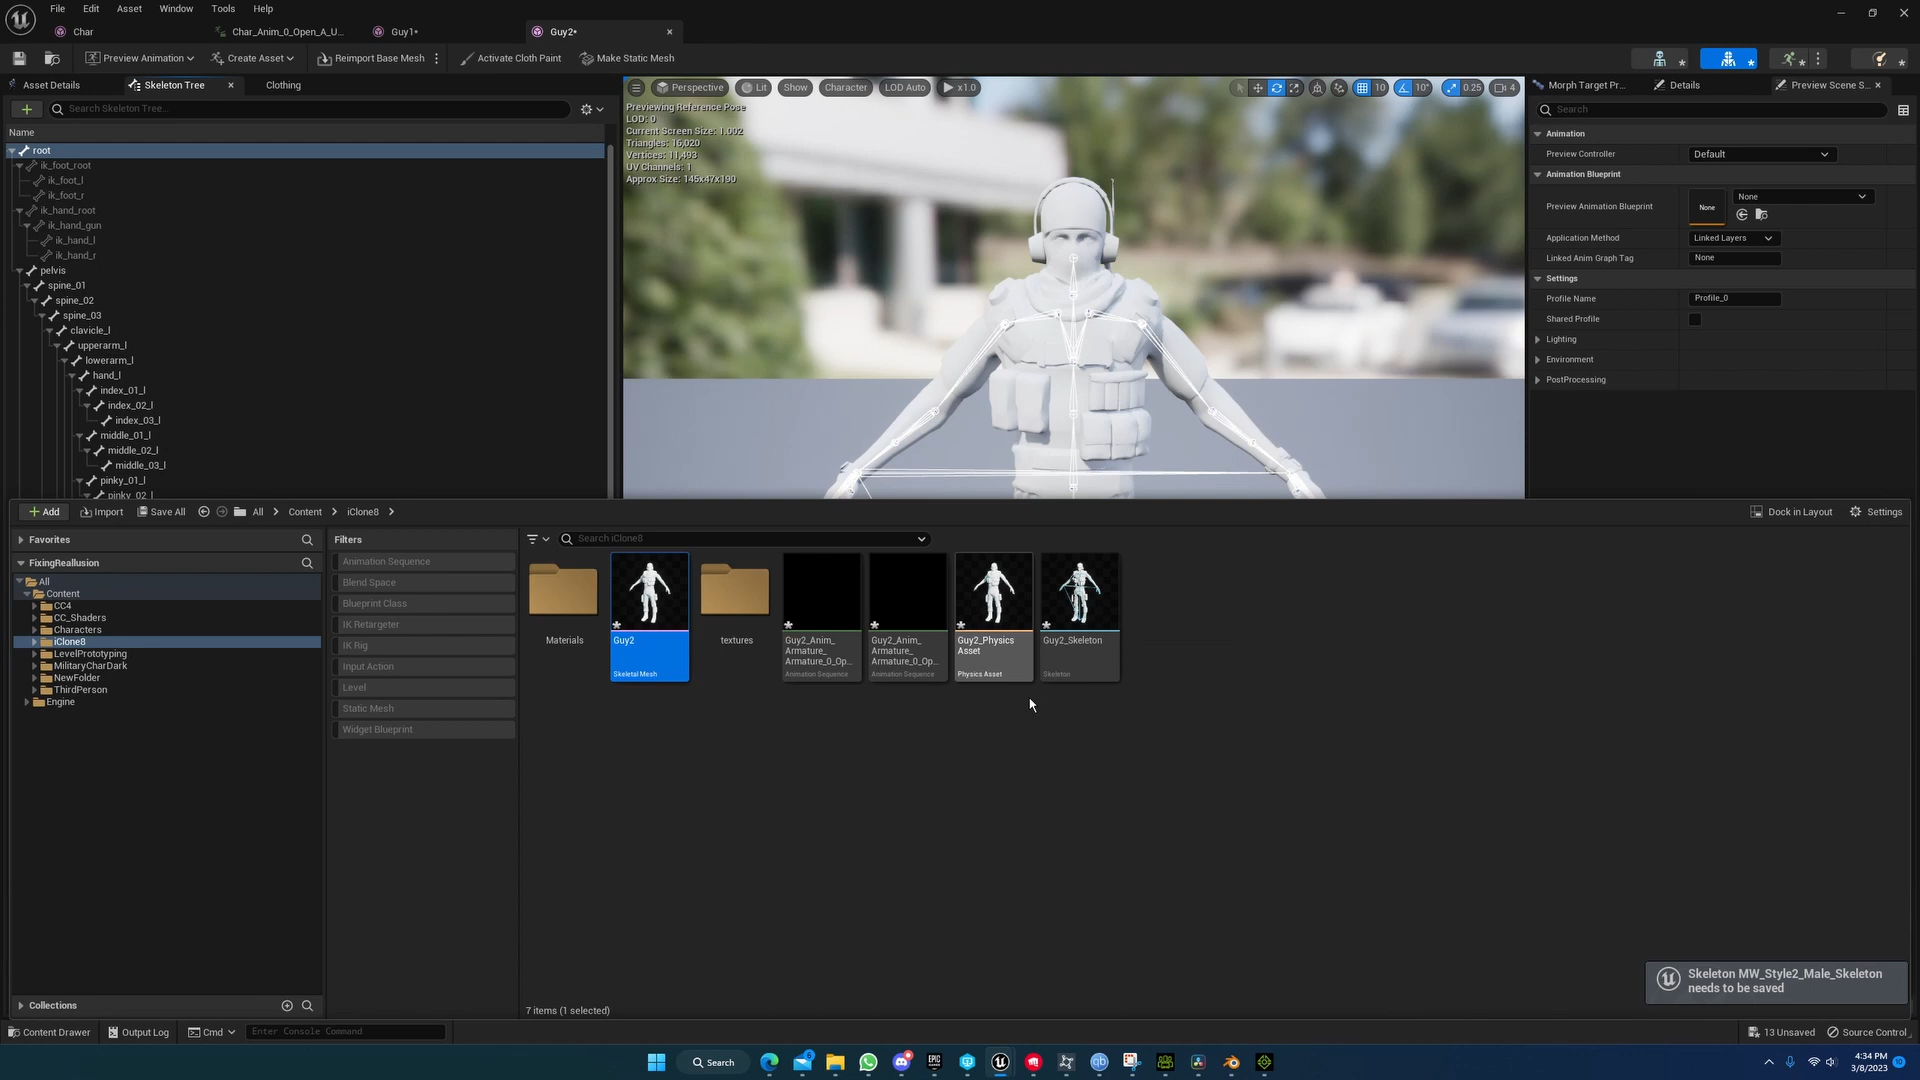 File Edit Asset Window Tools Help
Char
Char_Anim_0_Open_A_U...
Guy1*
Guy2*
Preview Animation
Create Asset
Reimport Base Mesh
Activate Cloth Paint
Make Static Mesh
Asset Details
Skeleton Tree
Clothing
Search Skeleton Tree...
Name
root
ik_foot_root
ik_foot_l
ik_foot_r
ik_hand_root
ik_hand_gun
ik_hand_l
ik_hand_r
pelvis
spine_01
spine_02
spine_03
clavicle_l
upperarm_l
lowerarm_l
hand_l
index_01_l
index_02_l
index_03_l
middle_01_l
middle_02_l
middle_03_l
pinky_01_l
pinky_02_l
Perspective
Lit
Show
Character
LOD Auto
x1.0
10
10°
0.25
4
Previewing Reference Pose
LOD: 0
Current Screen Size: 1.002
Triangles: 16,020
Vertices: 11,493
UV Channels: 1
Approx Size: 145x47x190
Morph Target Pr...
Details
Preview Scene S...
Search
Animation
Preview Controller
Default
Animation Blueprint
Preview Animation Blueprint
None
None
Application Method
Linked Layers
Linked Anim Graph Tag
None
Settings
Profile Name
Profile_0
Shared Profile
Lighting
Environment
PostProcessing
Add
Import
Save All
All
Content
iClone8
Dock in Layout
Settings
Favorites
FixingReallusion
All
Content
CC4
CC_Shaders
Characters
iClone8
LevelPrototyping
MilitaryCharDark
NewFolder
ThirdPerson
Engine
Collections
Filters
Animation Sequence
Blend Space
Blueprint Class
IK Retargeter
IK Rig
Input Action
Level
Static Mesh
Widget Blueprint
Search iClone8
Materials
Guy2
Skeletal Mesh
textures
Guy2_Anim_
Armature_
Armature_0_Op...
Animation Sequence
Guy2_Anim_
Armature_
Armature_0_Op...
Animation Sequence
Guy2_Physics
Asset
Physics Asset
Guy2_Skeleton
Skeleton
7 items (1 selected)
Skeleton MW_Style2_Male_Skeleton
needs to be saved
Content Drawer
Output Log
Cmd
Enter Console Command
13 Unsaved
Source Control
Search
EPIC
qb
4:34 PM
3/8/2023